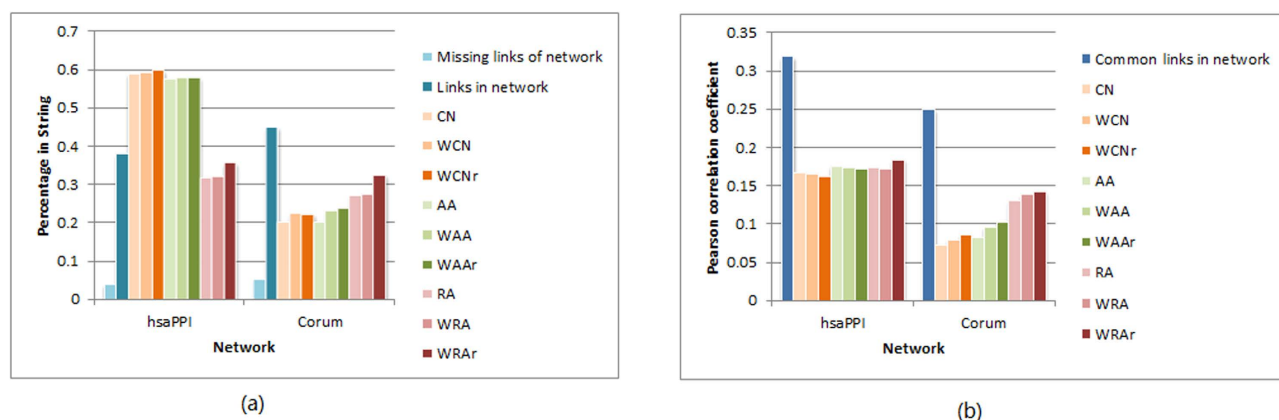 0.7
0.6
0.5
0.4
0.3
0.2
0.1
0
Percentage in String
hsaPPI
Corum
Network
Missing links of network
Links in network
CN
WCN
WCNr
AA
WAA
WAAr
RA
WRA
WRAr
(a)
0.35
0.3
0.25
0.2
0.15
0.1
0.05
0
Pearson correlation coefficient
hsaPPI
Corum
Network
Common links in network
CN
WCN
WCNr
AA
WAA
WAAr
RA
WRA
WRAr
(b)